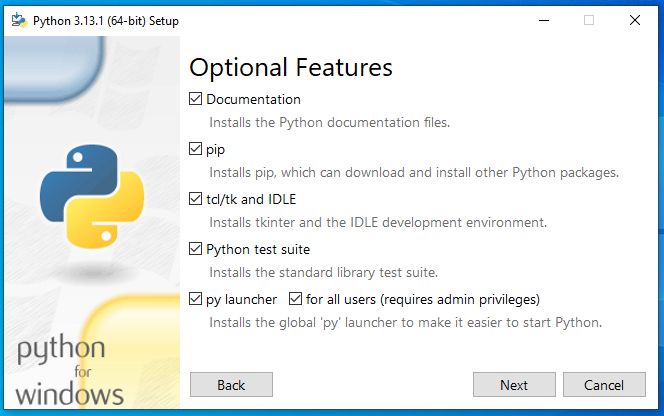 Python 3.13.1 (64-bit) Setup
Optional Features
Documentation
Installs the Python documentation files.
pip
Installs pip, which can download and install other Python packages.
tcl/tk and IDLE
Installs tkinter and the IDLE development environment.
Python test suite
Installs the standard library test suite.
py launcher for all users (requires admin privileges)
Installs the global 'py' launcher to make it easier to start Python.
python
for
windows
Back Next Cancel